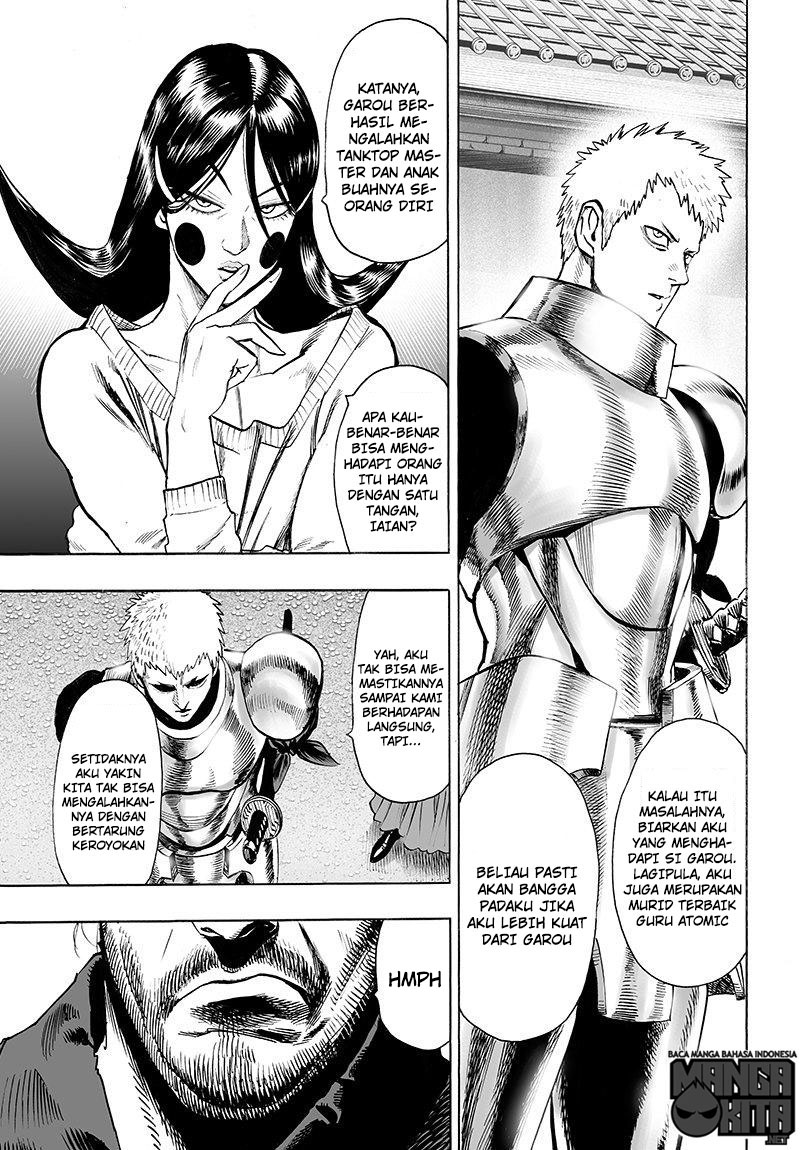 KALAU ITU
MASALAHNYA,
BIARKAN AKU
YANG MENGHA-
DAPI SI GAROU.
LAGIPULA, AKU
JUGA MERUPAKAN
MURID TERBAIK
GURU ATOMIC
BELIAU PASTI
AKAN BANGGA
PADAKU JIKA
AKU LEBIH KUAT
DARI GAROU
KATANYA,
GAROU BER-
HASIL ME-
NGALAHKAN
TANKTOP MAS-
TER DAN ANAK
BUAHNYA SE-
ORANG DIRI
APA KAU-
BENAR-BENAR
BISA MENG-
HADAPI ORANG
ITU HANYA
DENGAN SATU
TANGAN,
IAIAN?
YAH, AKU
TAK BISA ME-
MASTIKANNYA
SAMPAI KAMI
BERHADAPAN
LANGSUNG,
TAPI...
SETIDAKNYA
AKU YAKIN
KITA TAK BISA
MENGALAHKAN-
NYA DENGAN
BERTARUNG
KEROYOKAN
HMPH
BACA MANGA BAHASA INDONESIA
MANGA
KITA
.NET